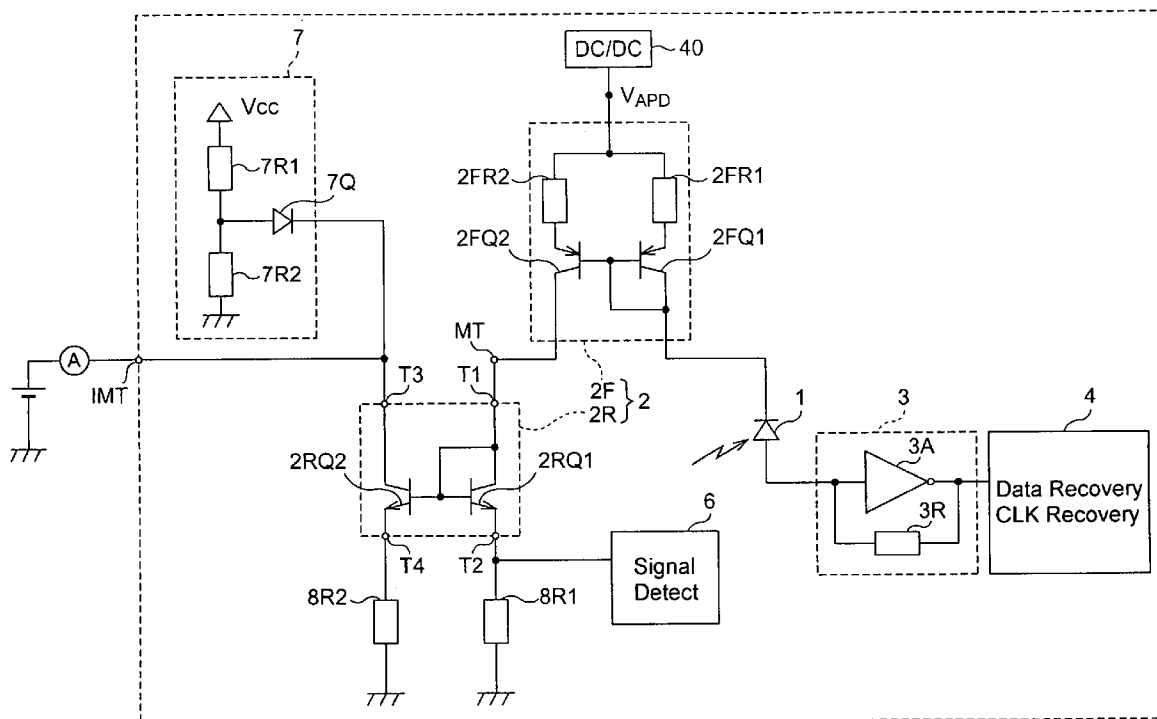 7
DC/DC
40
Vcc
VAPD
7R1
7Q
2FR2
2FR1
7R2
2FQ2
2FQ1
MT
A
IMT
T3
T1
2F
2R
2
1
3
4
2RQ2
2RQ1
3A
Data Recovery
CLK Recovery
3R
6
T4
T2
Signal
Detect
8R2
8R1